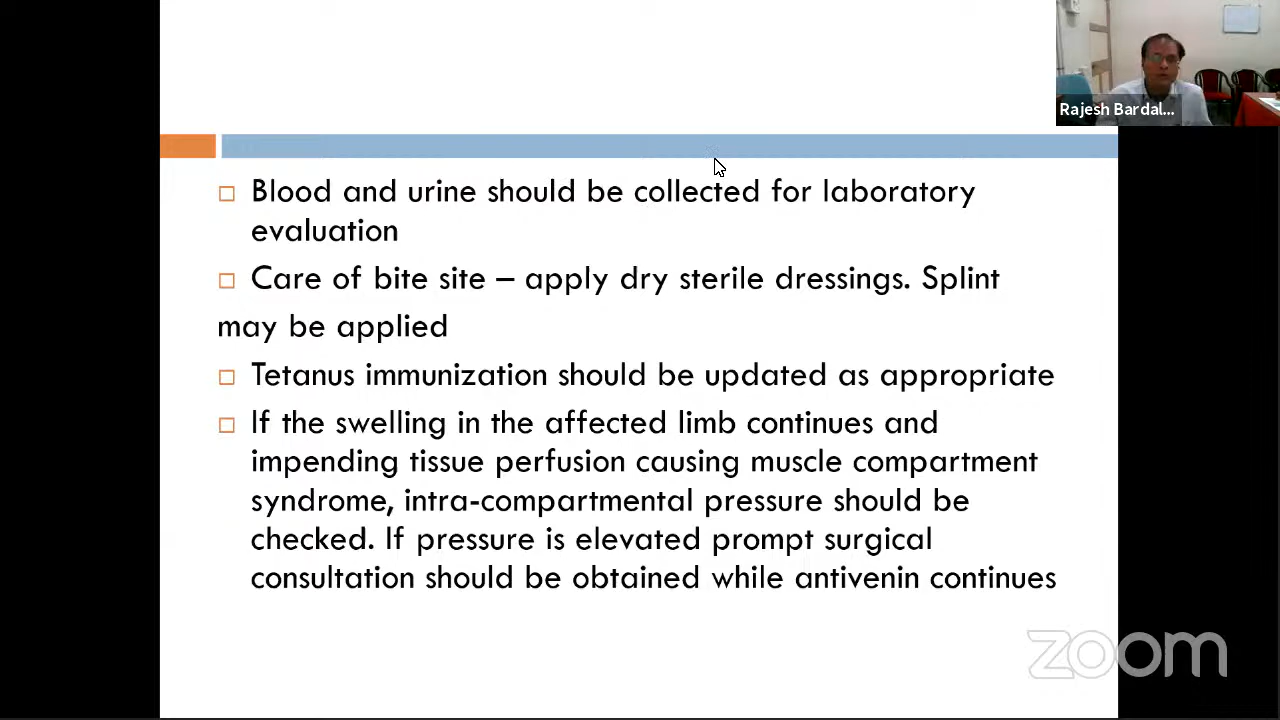 Rajesh Bardal...
Blood and urine should be collected for laboratory
evaluation
Care of bite site – apply dry sterile dressings. Splint
may be applied
Tetanus immunization should be updated as appropriate
If the swelling in the affected limb continues and
impending tissue perfusion causing muscle compartment
syndrome, intra-compartmental pressure should be
checked. If pressure is elevated prompt surgical
consultation should be obtained while antivenin continues
zoom